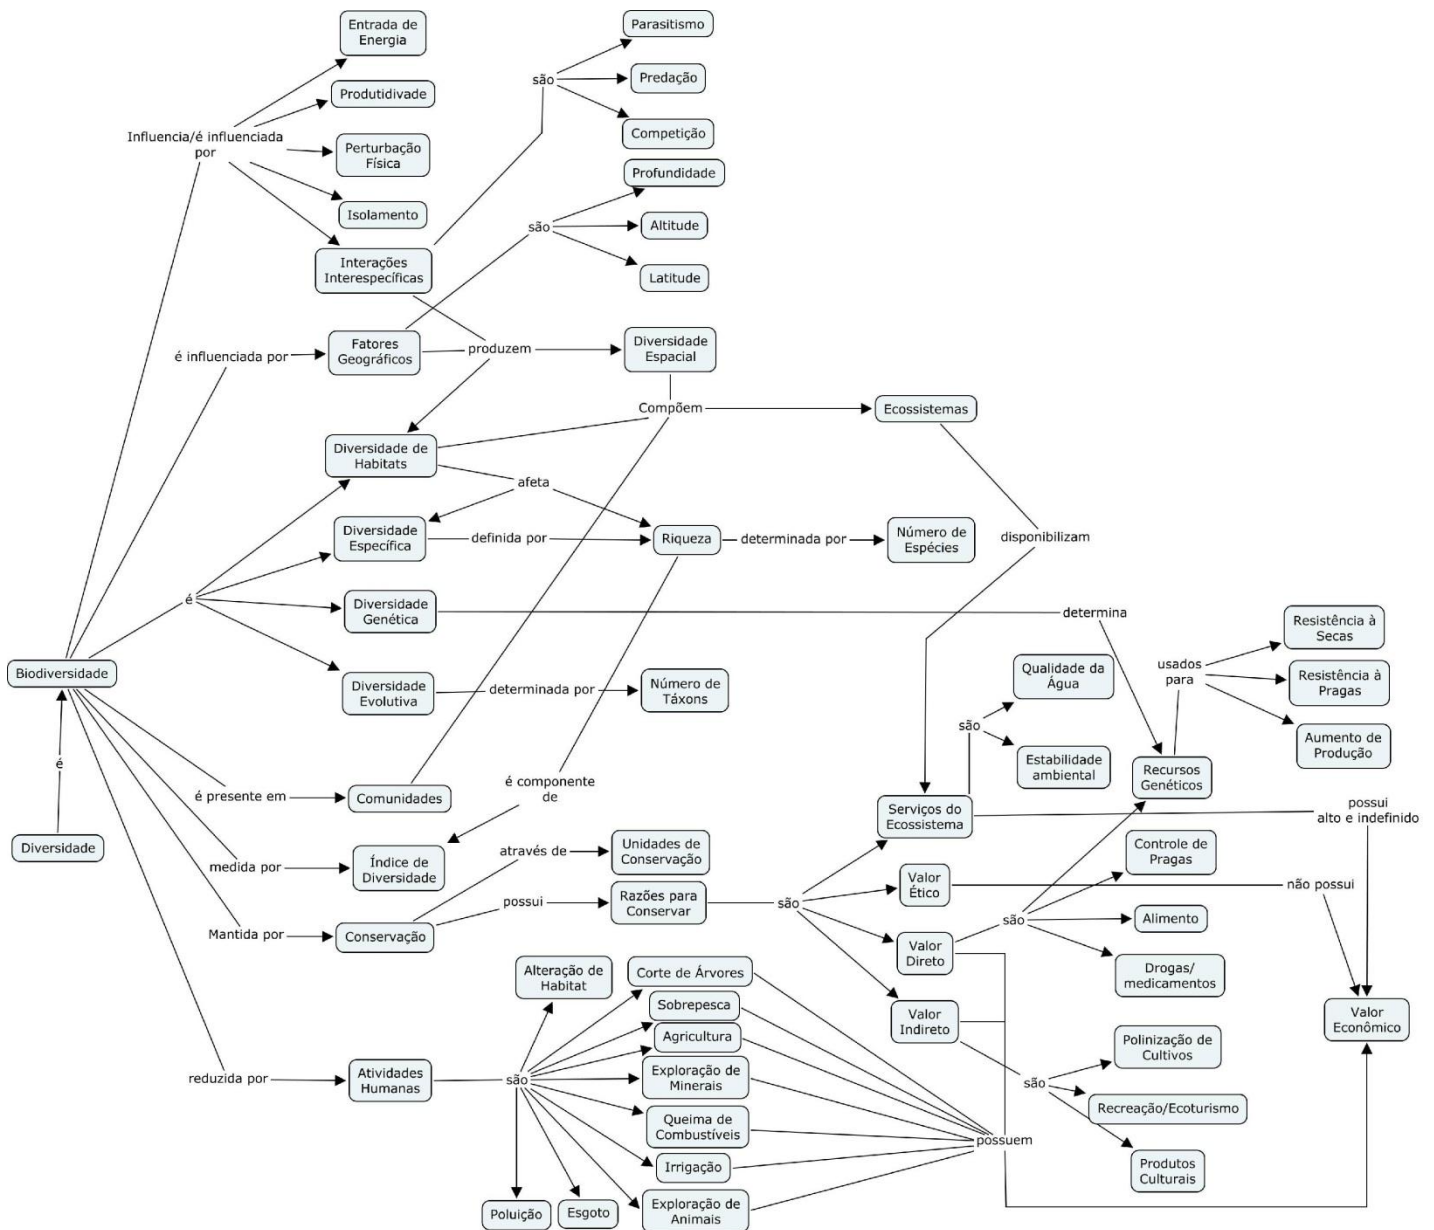 Entrada de
Energia
Produtidivade
Influencia/é influenciada
por
Perturbação
Física
Isolamento
Interações
Interespecíficas
são
Parasitismo
Predação
Competição
Profundidade
são
Altitude
Latitude
é influenciada por
Fatores
Geográficos
produzem
Diversidade
Espacial
Compõem
Ecossistemas
Diversidade de
Habitats
afeta
Diversidade
Específica
definida por
Riqueza
determinada por
Número de
Espécies
disponibilizam
é
Diversidade
Genética
determina
Biodiversidade
Diversidade
Evolutiva
determinada por
Número de
Táxons
Qualidade da
Água
são
Estabilidade
ambiental
usados
para
Resistência à
Secas
Resistência à
Pragas
Aumento de
Produção
Recursos
Genéticos
é
Diversidade
é presente em
Comunidades
é componente
de
Serviços do
Ecossistema
possui
alto e indefinido
medida por
Índice de
Diversidade
através de
Unidades de
Conservação
Controle de
Pragas
Mantida por
Conservação
possui
Razões para
Conservar
são
Valor
Ético
não possui
Valor
Direto
são
Alimento
Drogas/
medicamentos
Valor
Indireto
Valor
Econômico
Alteração de
Habitat
Corte de Árvores
Sobrepesca
Agricultura
reduzida por
Atividades
Humanas
são
Exploração de
Minerais
Queima de
Combustíveis
Irrigação
Exploração de
Animais
Poluição
Esgoto
possuem
são
Polinização de
Cultivos
Recreação/Ecoturismo
Produtos
Culturais